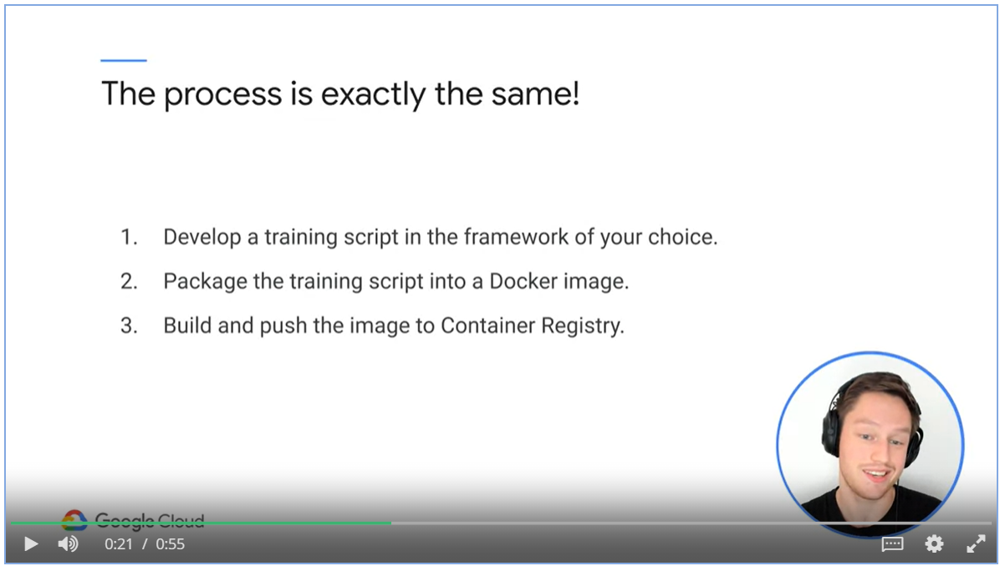 The process is exactly the same!
1. Develop a training script in the framework of your choice.
2. Package the training script into a Docker image.
3. Build and push the image to Container Registry.
Google Cloud
0:21 / 0:55